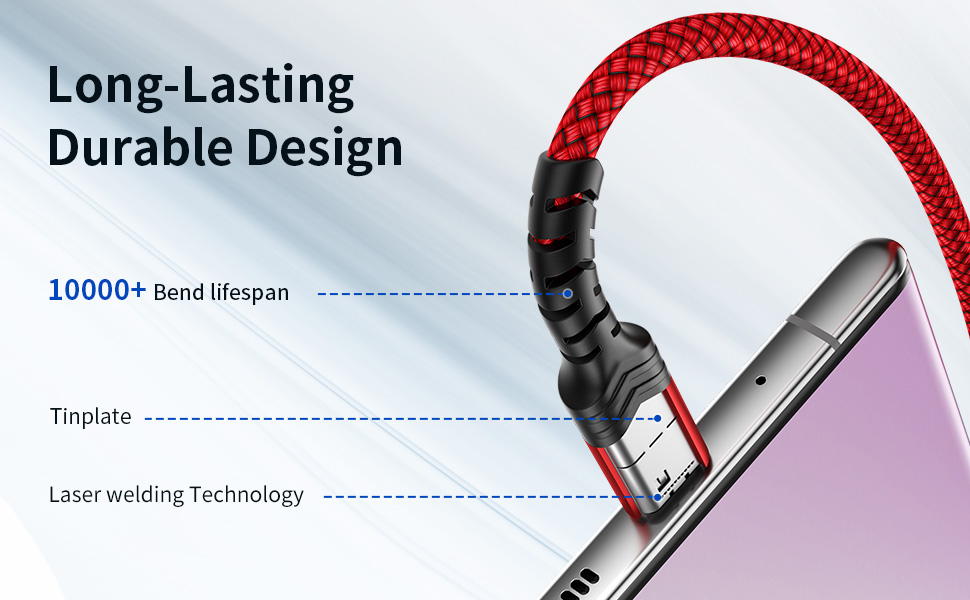 Long-Lasting
Durable Design
10000+ Bend lifespan
Tinplate
Laser welding Technology